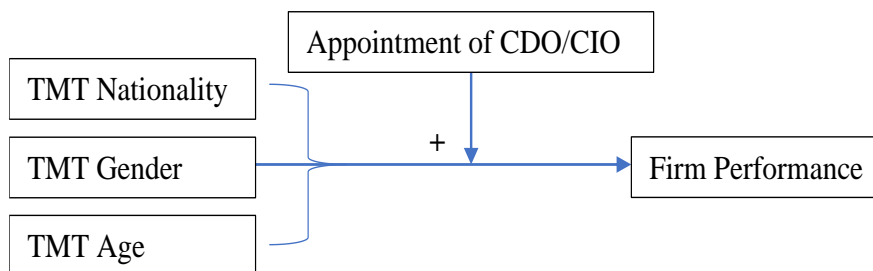 Appointment of CDO/CIO
TMT Nationality
+
TMT Gender
Firm Performance
TMT Age